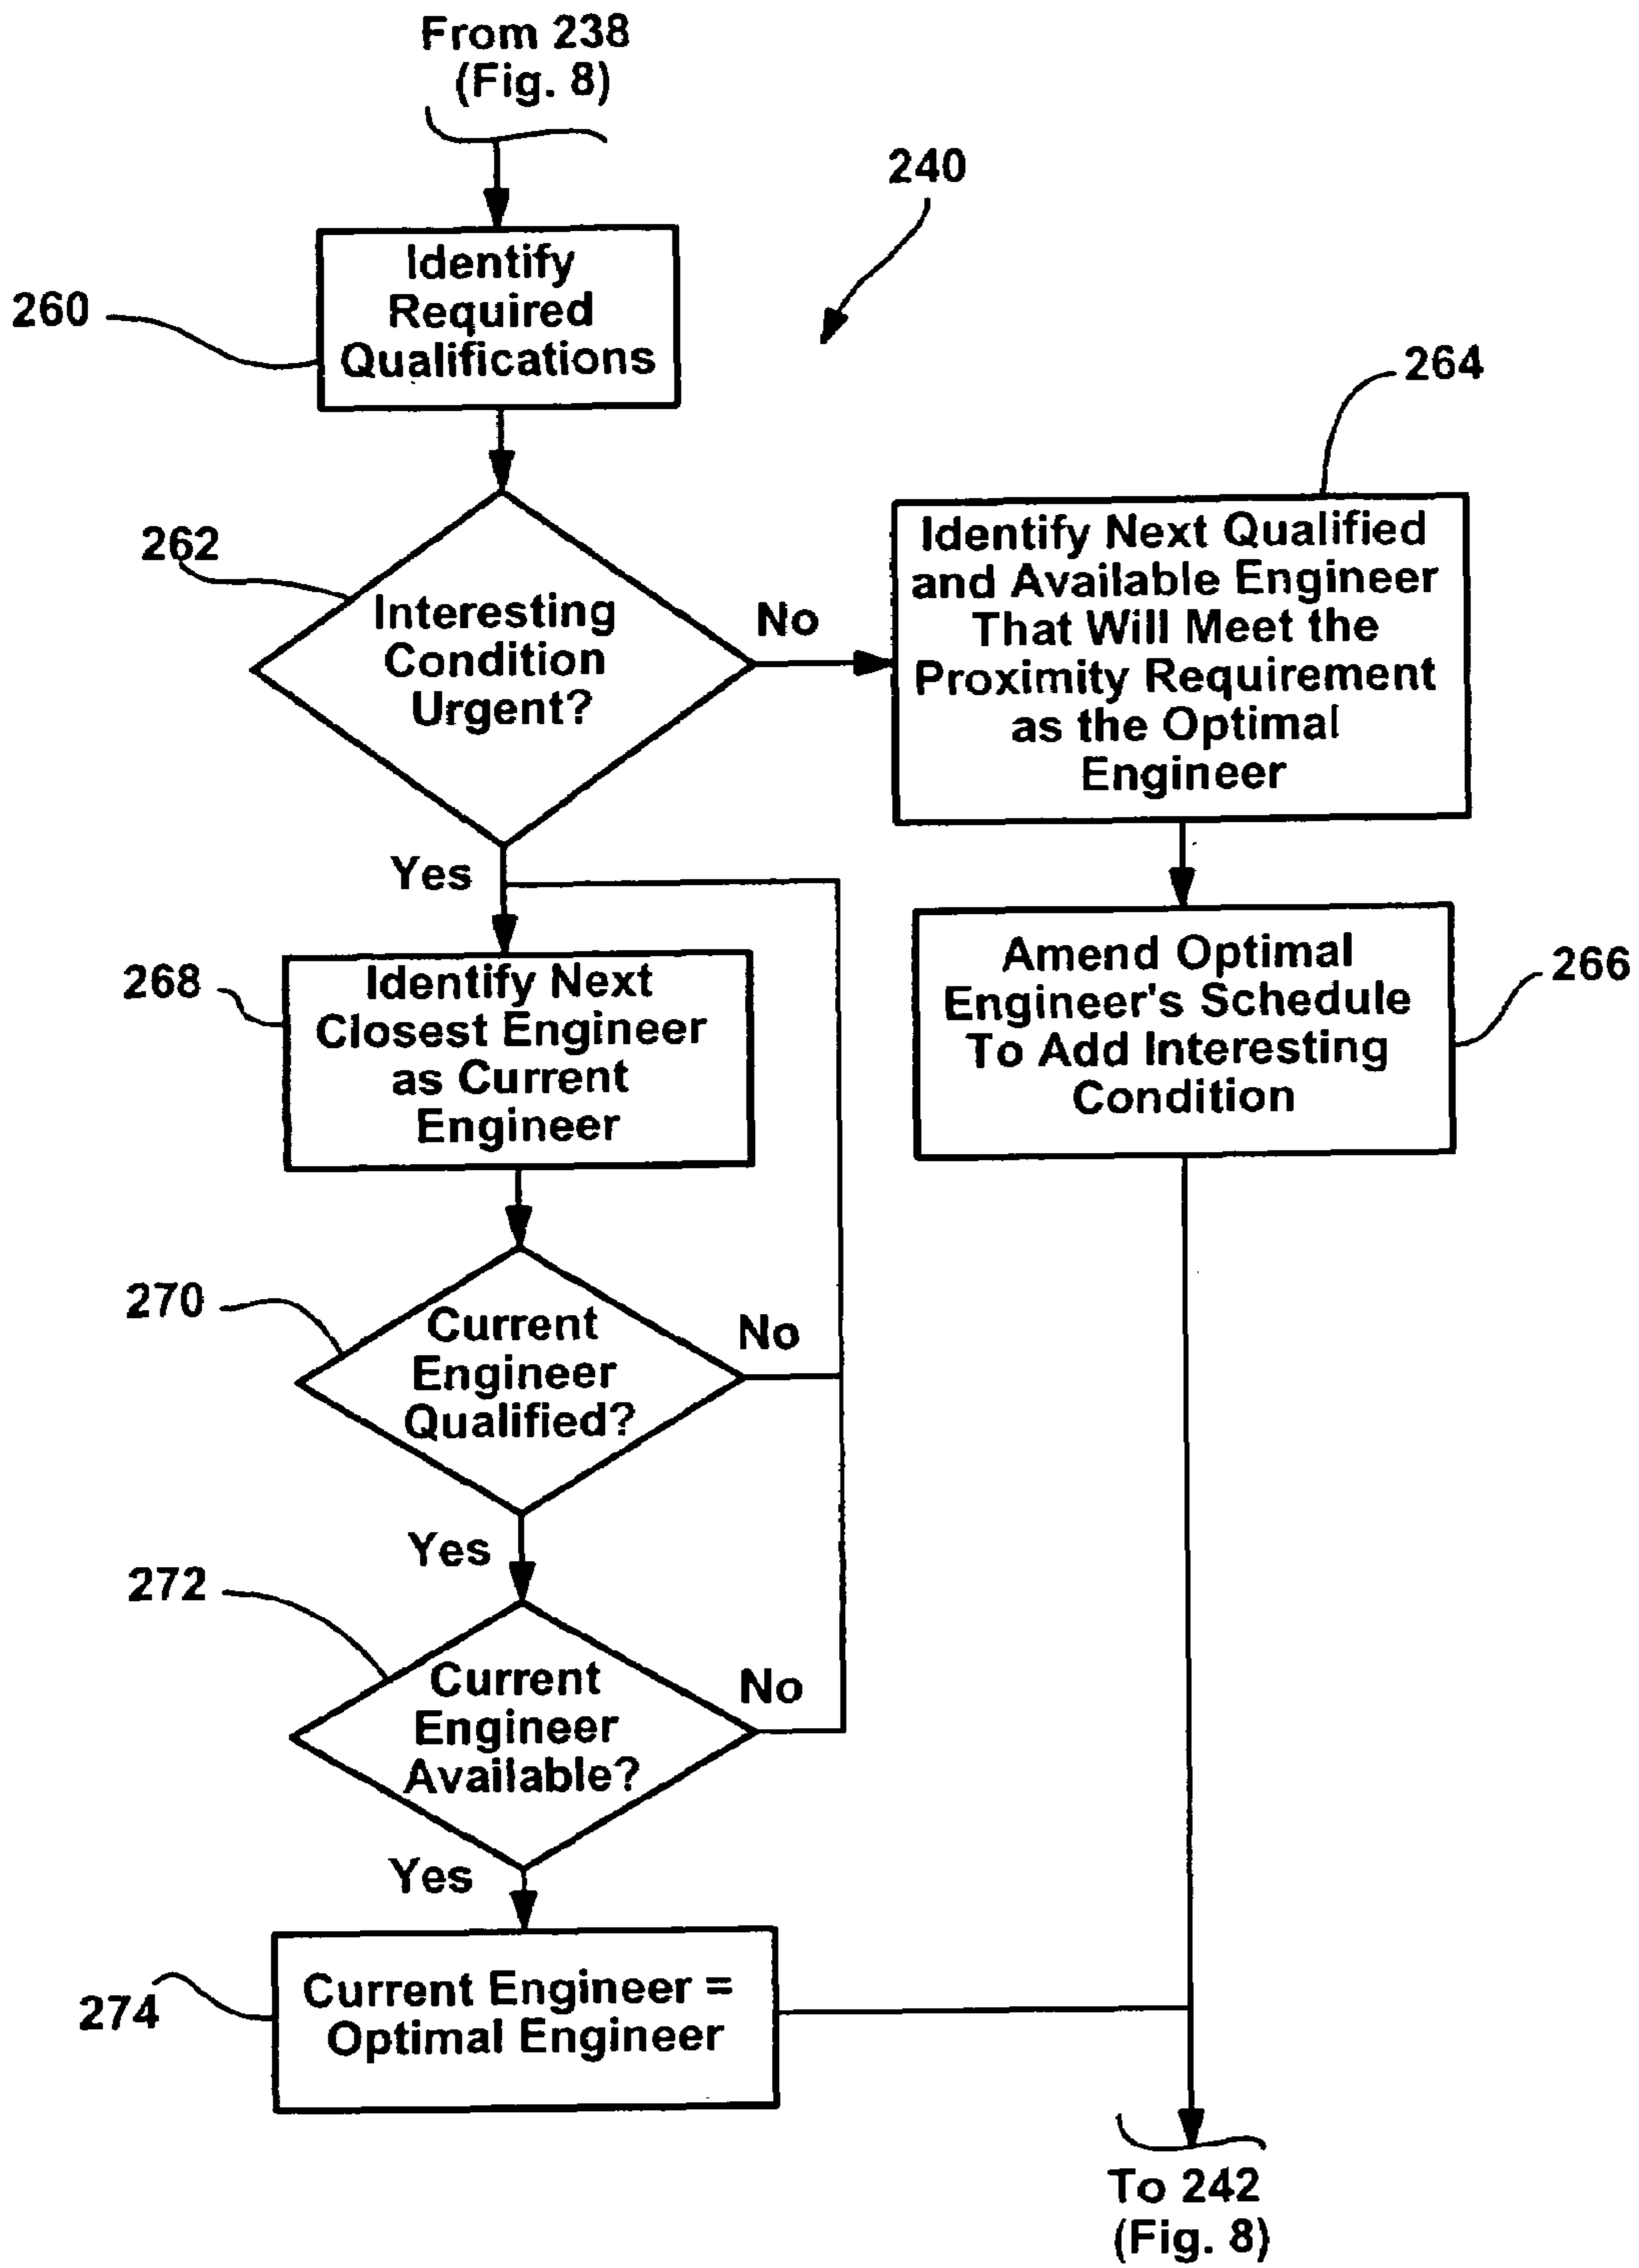 From 238
(Fig. 8)
240
Identify
Required
Qualifications
260
264
262
Interesting
Condition
Urgent?
No
Identify Next Qualified
and Available Engineer
That Will Meet the
Proximity Requirement
as the Optimal
Engineer
Yes
268
Identify Next
Closest Engineer
as Current
Engineer
Amend Optimal
Engineer's Schedule
To Add Interesting
Condition
266
270
Current
Engineer
Qualified?
No
Yes
272
Current
Engineer
Available?
No
Yes
274
Current Engineer =
Optimal Engineer
To 242
(Fig. 8)